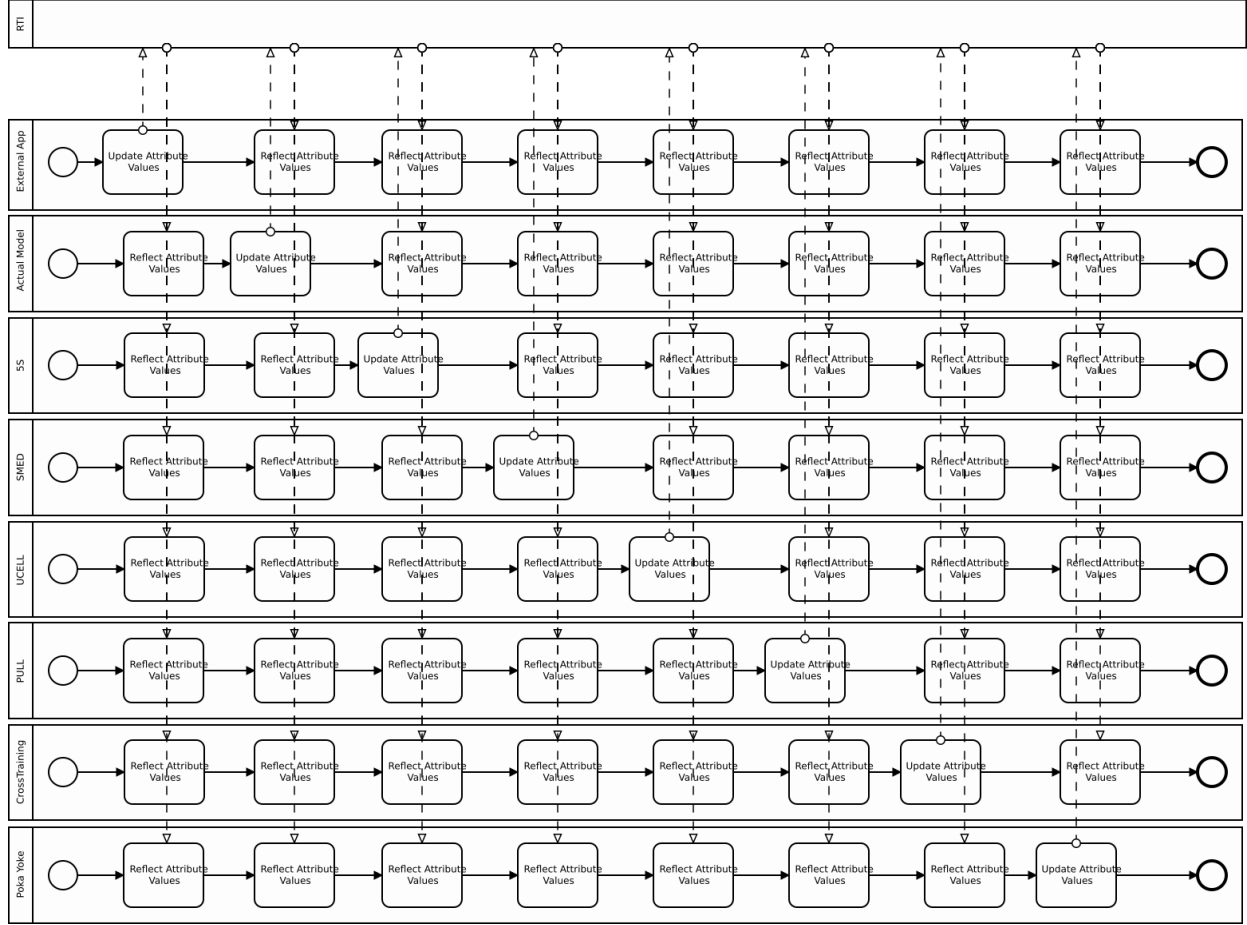 RTI
External App
Update Attribute
Values
Reflect Attribute
Values
Reflect Attribute
Values
Reflect Attribute
Values
Reflect Attribute
Values
Reflect Attribute
Values
Reflect Attribute
Values
Reflect Attribute
Values
Actual Model
Reflect Attribute
Values
Update Attribute
Values
Reflect Attribute
Values
Reflect Attribute
Values
Reflect Attribute
Values
Reflect Attribute
Values
Reflect Attribute
Values
Reflect Attribute
Values
5S
Reflect Attribute
Values
Reflect Attribute
Values
Update Attribute
Values
Reflect Attribute
Values
Reflect Attribute
Values
Reflect Attribute
Values
Reflect Attribute
Values
Reflect Attribute
Values
SMED
Reflect Attribute
Values
Reflect Attribute
Values
Reflect Attribute
Values
Update Attribute
Values
Reflect Attribute
Values
Reflect Attribute
Values
Reflect Attribute
Values
Reflect Attribute
Values
UCELL
Reflect Attribute
Values
Reflect Attribute
Values
Reflect Attribute
Values
Reflect Attribute
Values
Update Attribute
Values
Reflect Attribute
Values
Reflect Attribute
Values
Reflect Attribute
Values
PULL
Reflect Attribute
Values
Reflect Attribute
Values
Reflect Attribute
Values
Reflect Attribute
Values
Reflect Attribute
Values
Update Attribute
Values
Reflect Attribute
Values
Reflect Attribute
Values
CrossTraining
Reflect Attribute
Values
Reflect Attribute
Values
Reflect Attribute
Values
Reflect Attribute
Values
Reflect Attribute
Values
Reflect Attribute
Values
Update Attribute
Values
Reflect Attribute
Values
Poka Yoke
Reflect Attribute
Values
Reflect Attribute
Values
Reflect Attribute
Values
Reflect Attribute
Values
Reflect Attribute
Values
Reflect Attribute
Values
Reflect Attribute
Values
Update Attribute
Values